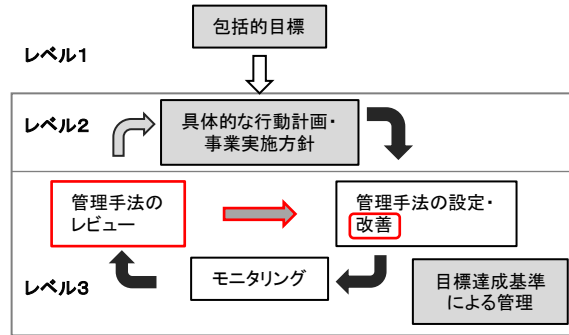 包括的目標
レベル1
レベル2
具体的な行動計画・
事業実施方針
管理手法の
レビュー
管理手法の設定・
改善
モニタリング
レベル3
目標達成基準
による管理